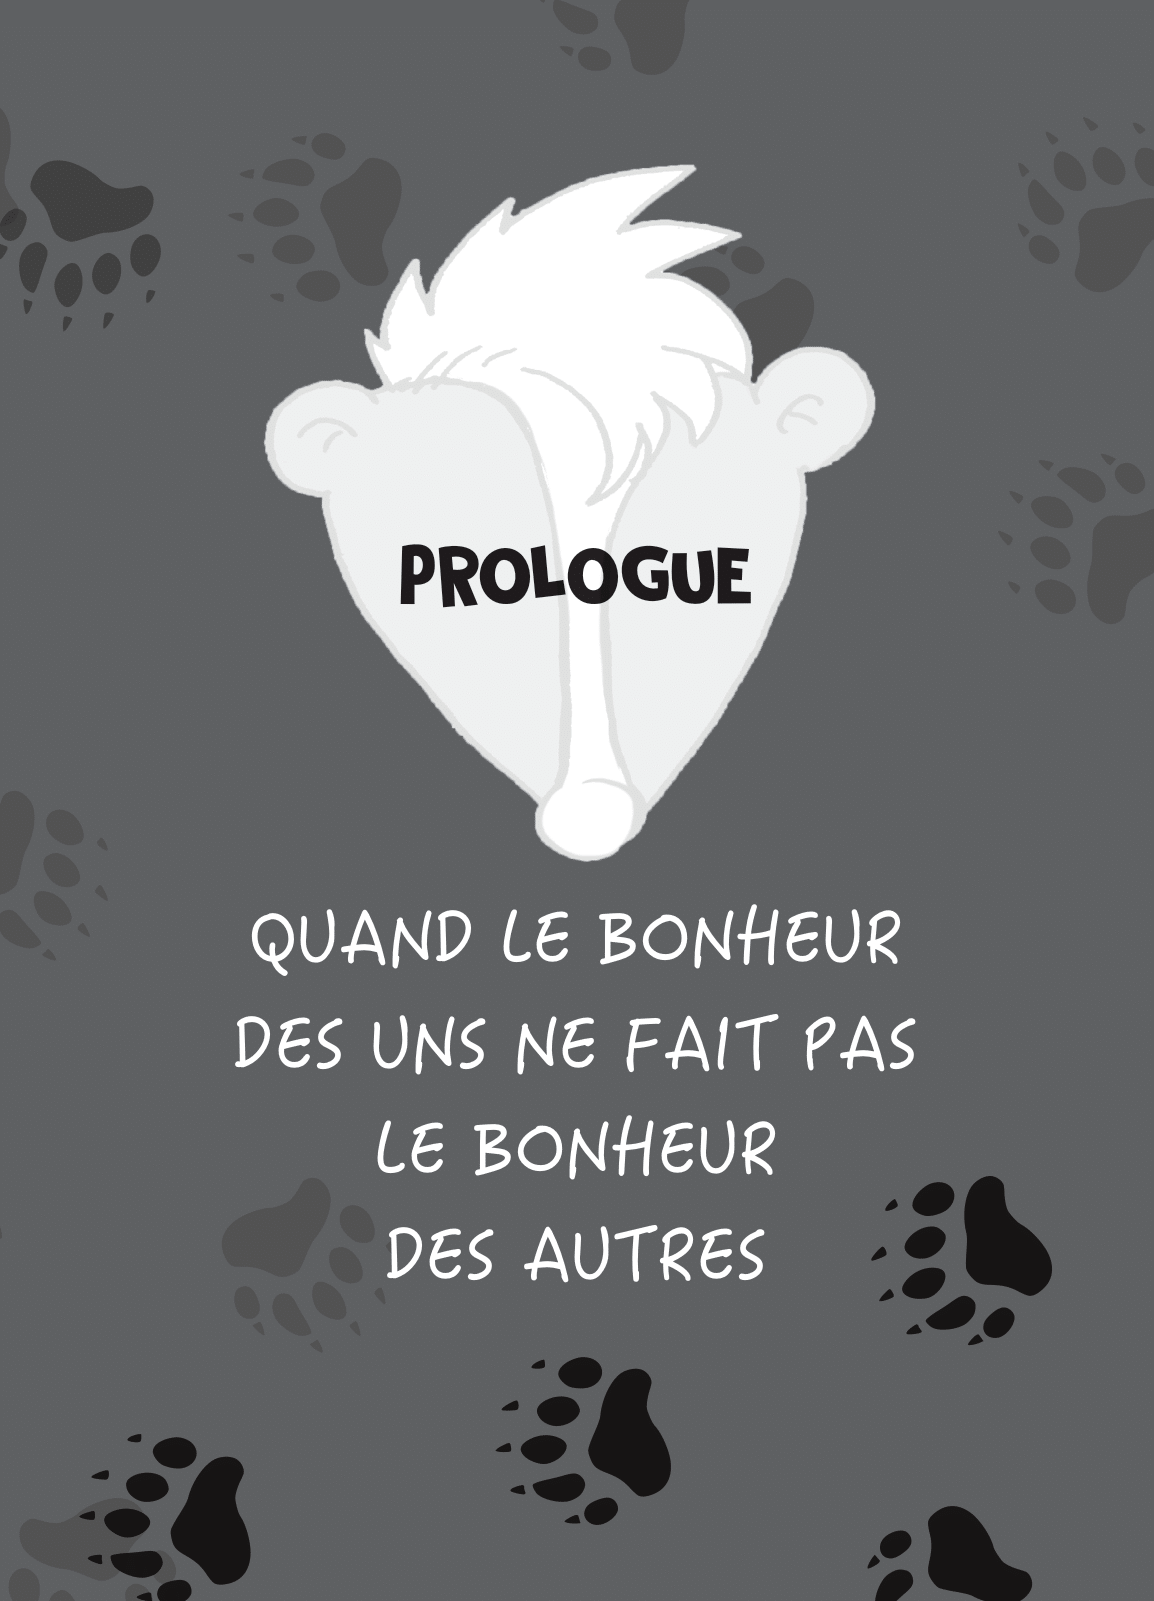 PROLOGUE
QUAND LE BONHEUR
DES UNS NE FAIT PAS
LE BONHEUR
DES AUTRES